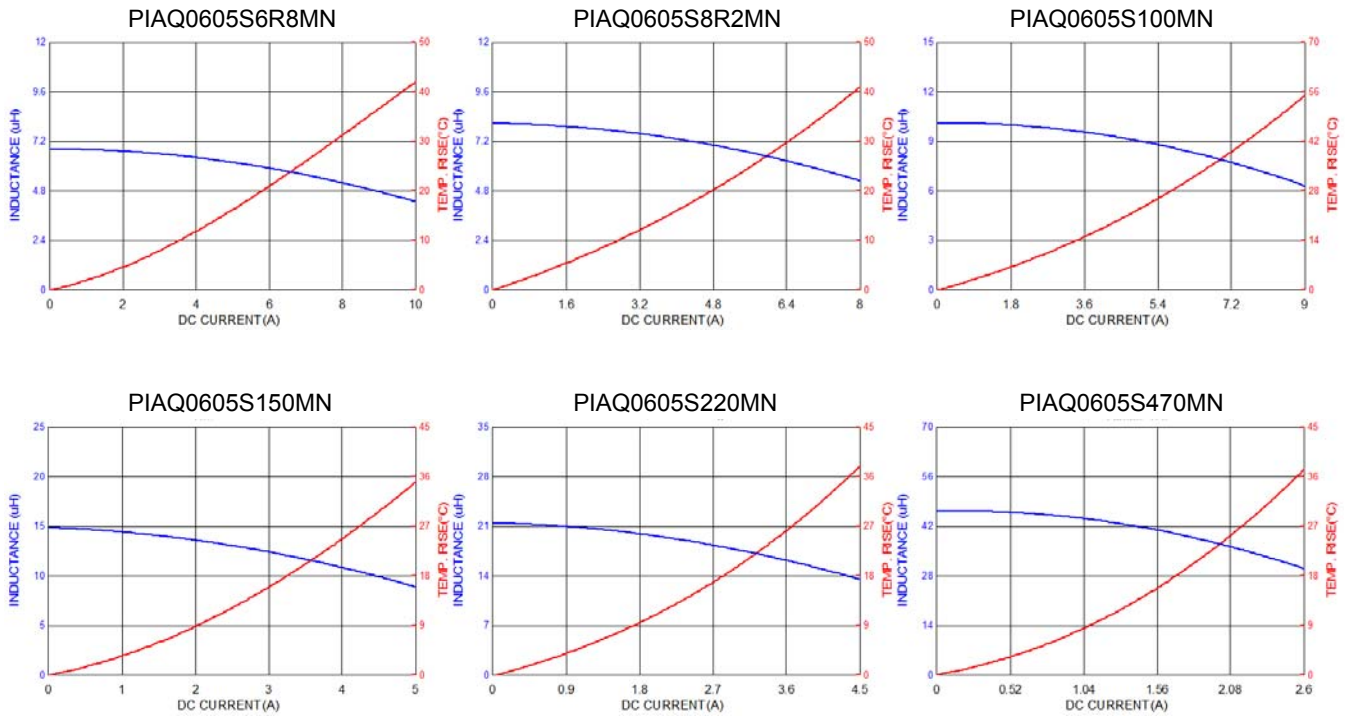 PIAQ0605S6R8MN
12
9.6
7.2
4.8
2.4
0
INDUCTANCE (uH)
50
40
30
20
10
0
TEMP. RISE(°C)
0 2 4 6 8 10
DC CURRENT(A)
PIAQ0605S8R2MN
12
9.6
7.2
4.8
2.4
0
INDUCTANCE (uH)
50
40
30
20
10
0
TEMP. RISE(°C)
0 1.6 3.2 4.8 6.4 8
DC CURRENT(A)
PIAQ0605S100MN
15
12
9
6
3
0
INDUCTANCE (uH)
70
56
42
28
14
0
TEMP. RISE(°C)
0 1.8 3.6 5.4 7.2 9
DC CURRENT(A)
PIAQ0605S150MN
25
20
15
10
5
0
INDUCTANCE (uH)
45
36
27
18
9
0
TEMP. RISE(°C)
0 1 2 3 4 5
DC CURRENT(A)
PIAQ0605S220MN
35
28
21
14
7
0
INDUCTANCE (uH)
45
36
27
18
9
0
TEMP. RISE(°C)
0 0.9 1.8 2.7 3.6 4.5
DC CURRENT(A)
PIAQ0605S470MN
70
56
42
28
14
0
INDUCTANCE (uH)
45
36
27
18
9
0
TEMP. RISE(°C)
0 0.52 1.04 1.56 2.08 2.6
DC CURRENT(A)